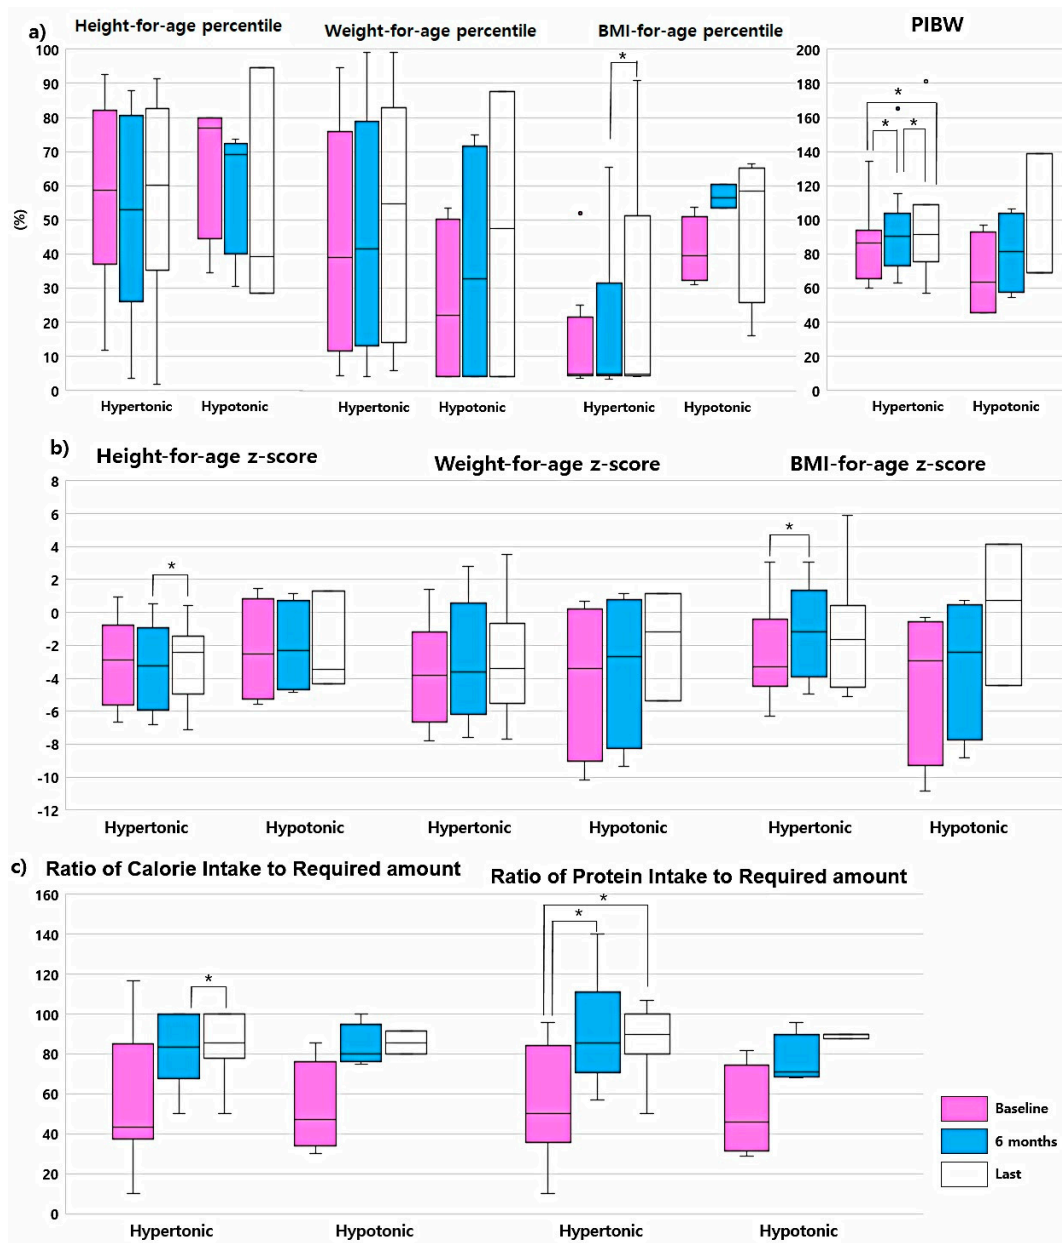 a)
Height-for-age percentile
Weight-for-age percentile
BMI-for-age percentile
PIBW
(%)
100
90
80
70
60
50
40
30
20
10
0
*
200
180
160
140
120
100
80
60
40
20
0
*
*
*
Hypertonic
Hypotonic
Hypertonic
Hypotonic
Hypertonic
Hypotonic
Hypertonic
Hypotonic
b)
Height-for-age z-score
Weight-for-age z-score
BMI-for-age z-score
8
6
4
2
0
-2
-4
-6
-8
-10
-12
*
*
Hypertonic
Hypotonic
Hypertonic
Hypotonic
Hypertonic
Hypotonic
c)
Ratio of Calorie Intake to Required amount
Ratio of Protein Intake to Required amount
160
140
120
100
80
60
40
20
0
*
*
*
Hypertonic
Hypotonic
Hypertonic
Hypotonic
Baseline
6 months
Last